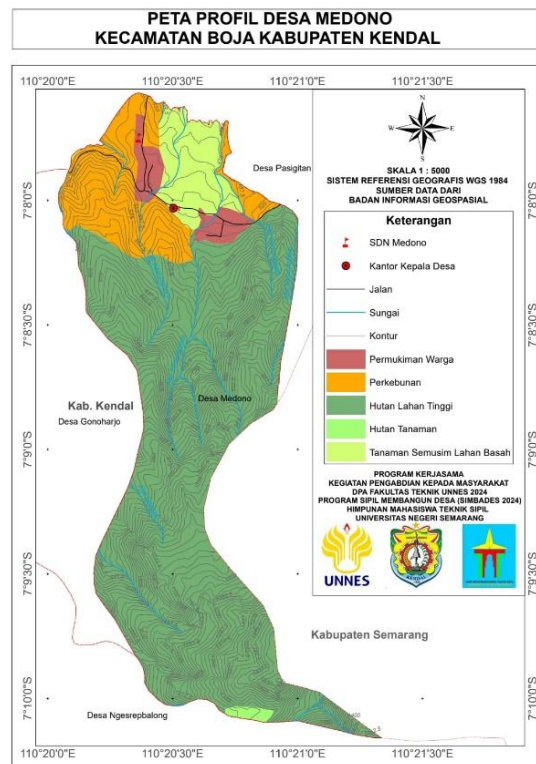 PETA PROFIL DESA MEDONO
KECAMATAN BOJA KABUPATEN KENDAL
110°20'0"E
110°20'30"E
110°21'0"E
110°21'30"E
7°8'0"S
7°8'30"S
7°9'0"S
7°9'30"S
7°10'0"S
Desa Pasigitan
Kab. Kendal
Desa Gonoharjo
Desa Medono
Kabupaten Semarang
Desa Ngesrepbalong
N
W
E
S
SKALA 1 : 5000
SISTEM REFERENSI GEOGRAFIS WGS 1984
SUMBER DATA DARI
BADAN INFORMASI GEOSPASIAL
Keterangan
SDN Medono
Kantor Kepala Desa
Jalan
Sungai
Kontur
Permukiman Warga
Perkebunan
Hutan Lahan Tinggi
Hutan Tanaman
Tanaman Semusim Lahan Basah
PROGRAM KERJASAMA
KEGIATAN PENGABDIAN KEPADA MASYARAKAT
DPA FAKULTAS TEKNIK UNNES 2024
PROGRAM SIPIL MEMBANGUN DESA (SIMBADES 2024)
HIMPUNAN MAHASISWA TEKNIK SIPIL
UNIVERSITAS NEGERI SEMARANG
UNNES
KENDAL
7°8'0"S
7°8'30"S
7°9'0"S
7°9'30"S
7°10'0"S
110°20'0"E
110°20'30"E
110°21'0"E
110°21'30"E